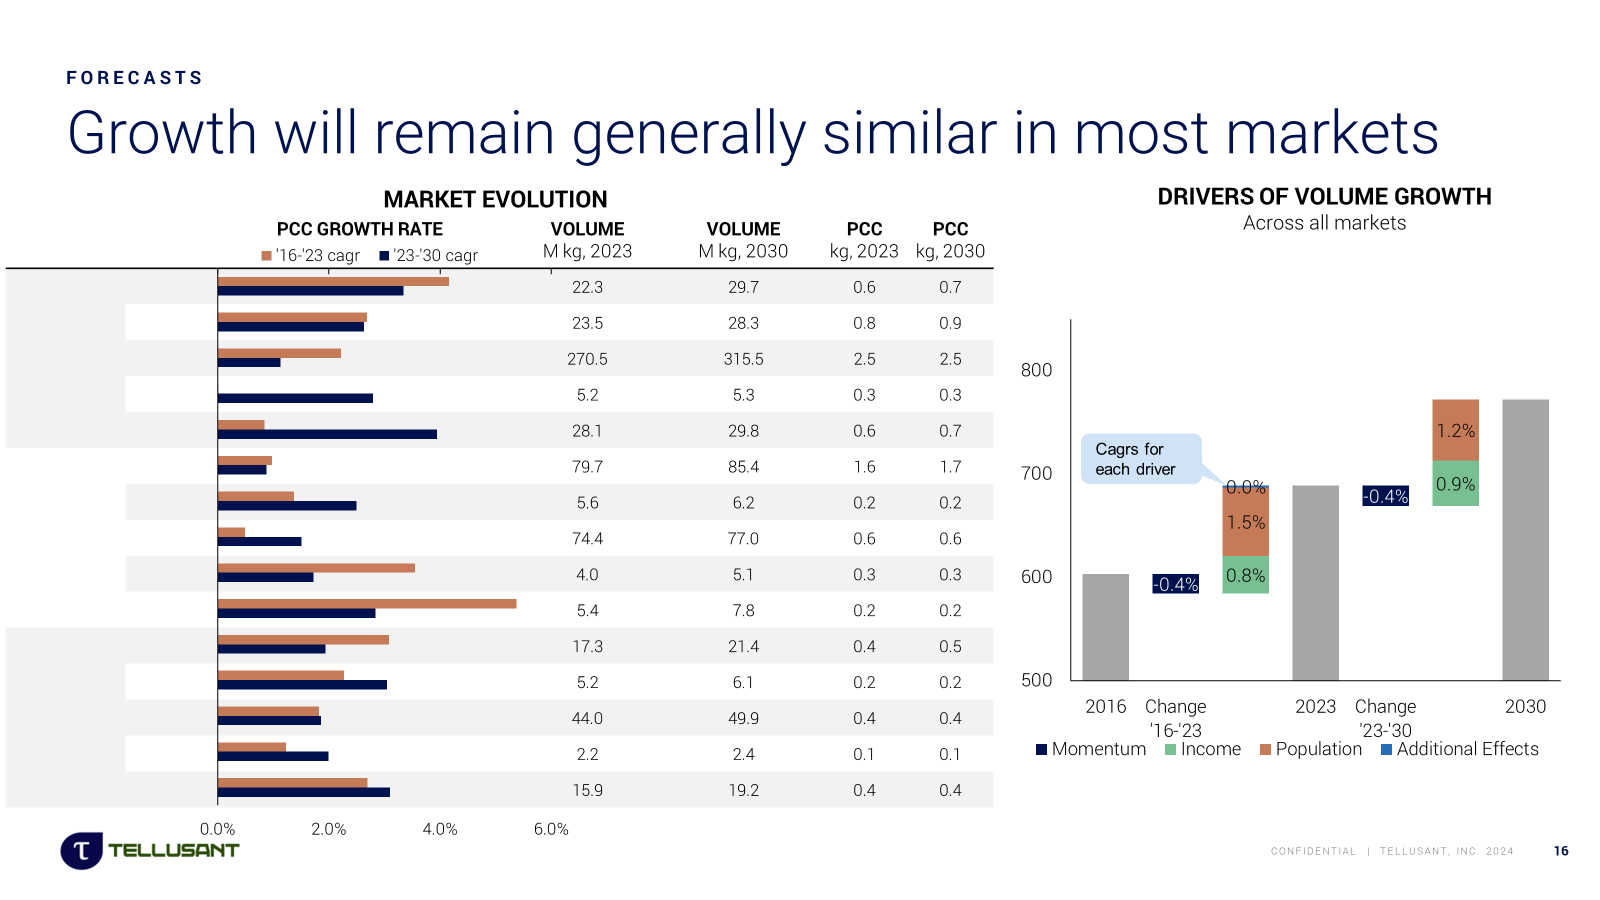 FORECASTS
Growth will remain generally similar in most markets
MARKET EVOLUTION
PCC GROWTH RATE
'16-'23 cagr '23-'30 cagr
VOLUME
M kg, 2023
VOLUME
M kg, 2030
PCC
kg, 2023
PCC
kg, 2030
22.3 29.7 0.6 0.7
23.5 28.3 0.8 0.9
270.5 315.5 2.5 2.5
5.2 5.3 0.3 0.3
28.1 29.8 0.6 0.7
79.7 85.4 1.6 1.7
5.6 6.2 0.2 0.2
74.4 77.0 0.6 0.6
4.0 5.1 0.3 0.3
5.4 7.8 0.2 0.2
17.3 21.4 0.4 0.5
5.2 6.1 0.2 0.2
44.0 49.9 0.4 0.4
2.2 2.4 0.1 0.1
15.9 19.2 0.4 0.4
0.0% 2.0% 4.0% 6.0%
DRIVERS OF VOLUME GROWTH
Across all markets
800
700
600
500
Cagrs for
each driver
-0.4%
0.0%
1.5%
0.8%
-0.4%
1.2%
0.9%
2016 Change 2023 Change 2030
'16-'23 '23-'30
Momentum Income Population Additional Effects
τ TELLUSANT
CONFIDENTIAL | TELLUSANT, INC. 2024 16